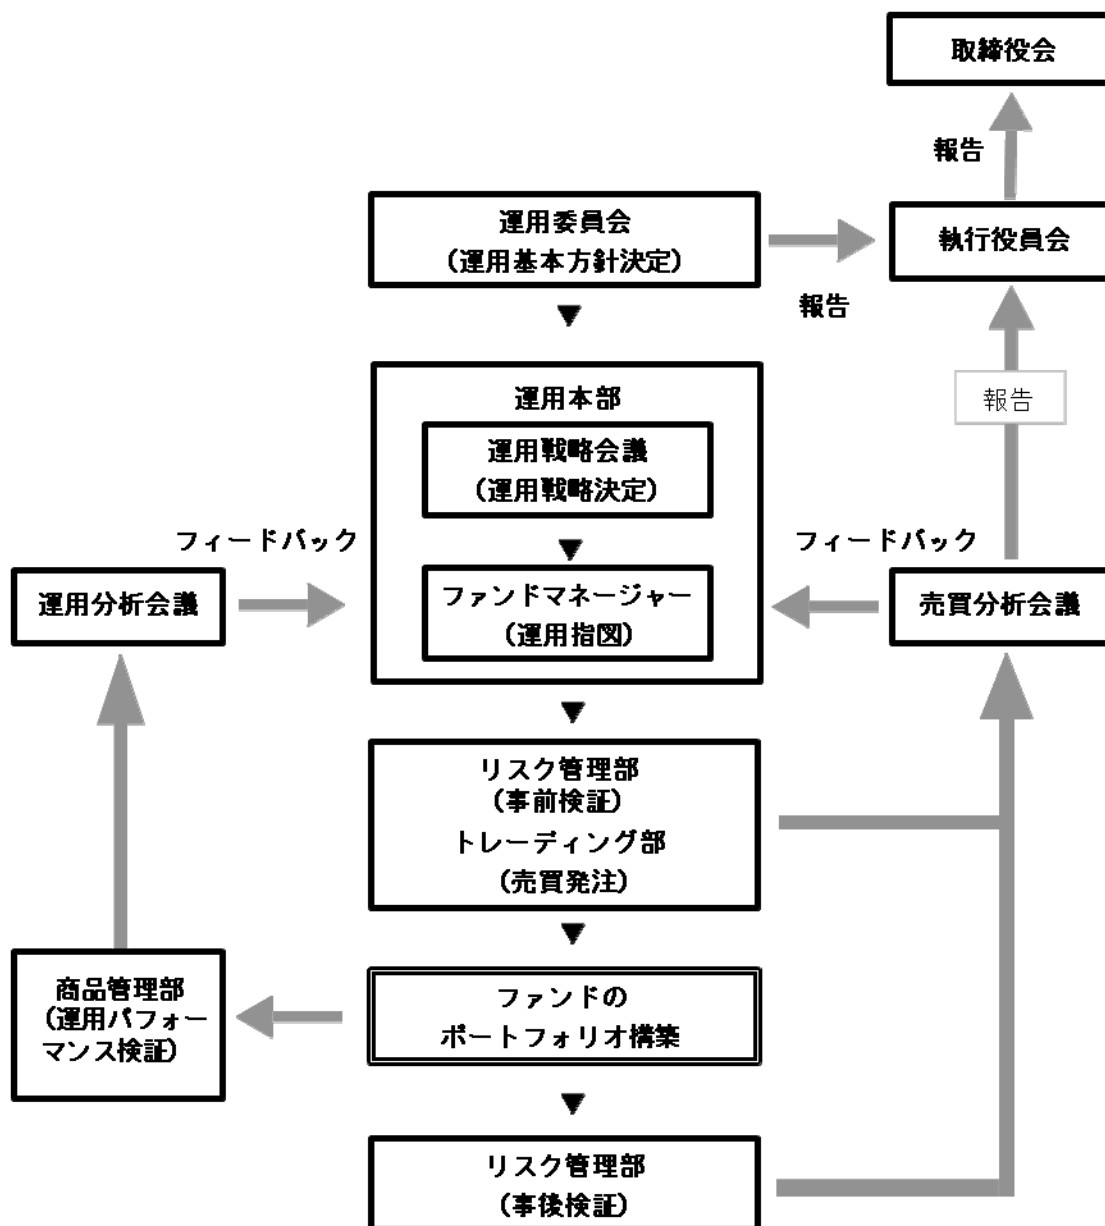 取締役会
報告
運用委員会
(運用基本方針決定)
執行役員会
報告
運用本部
報告
運用戦略会議
(運用戦略決定)
フィードバック
フィードバック
運用分析会議
ファンドマネージャー
(運用指図)
売買分析会議
リスク管理部
(事前検証)
トレーディング部
(売買発注)
商品管理部
(運用パフォー
マンス検証)
ファンドの
ポートフォリオ構築
リスク管理部
(事後検証)